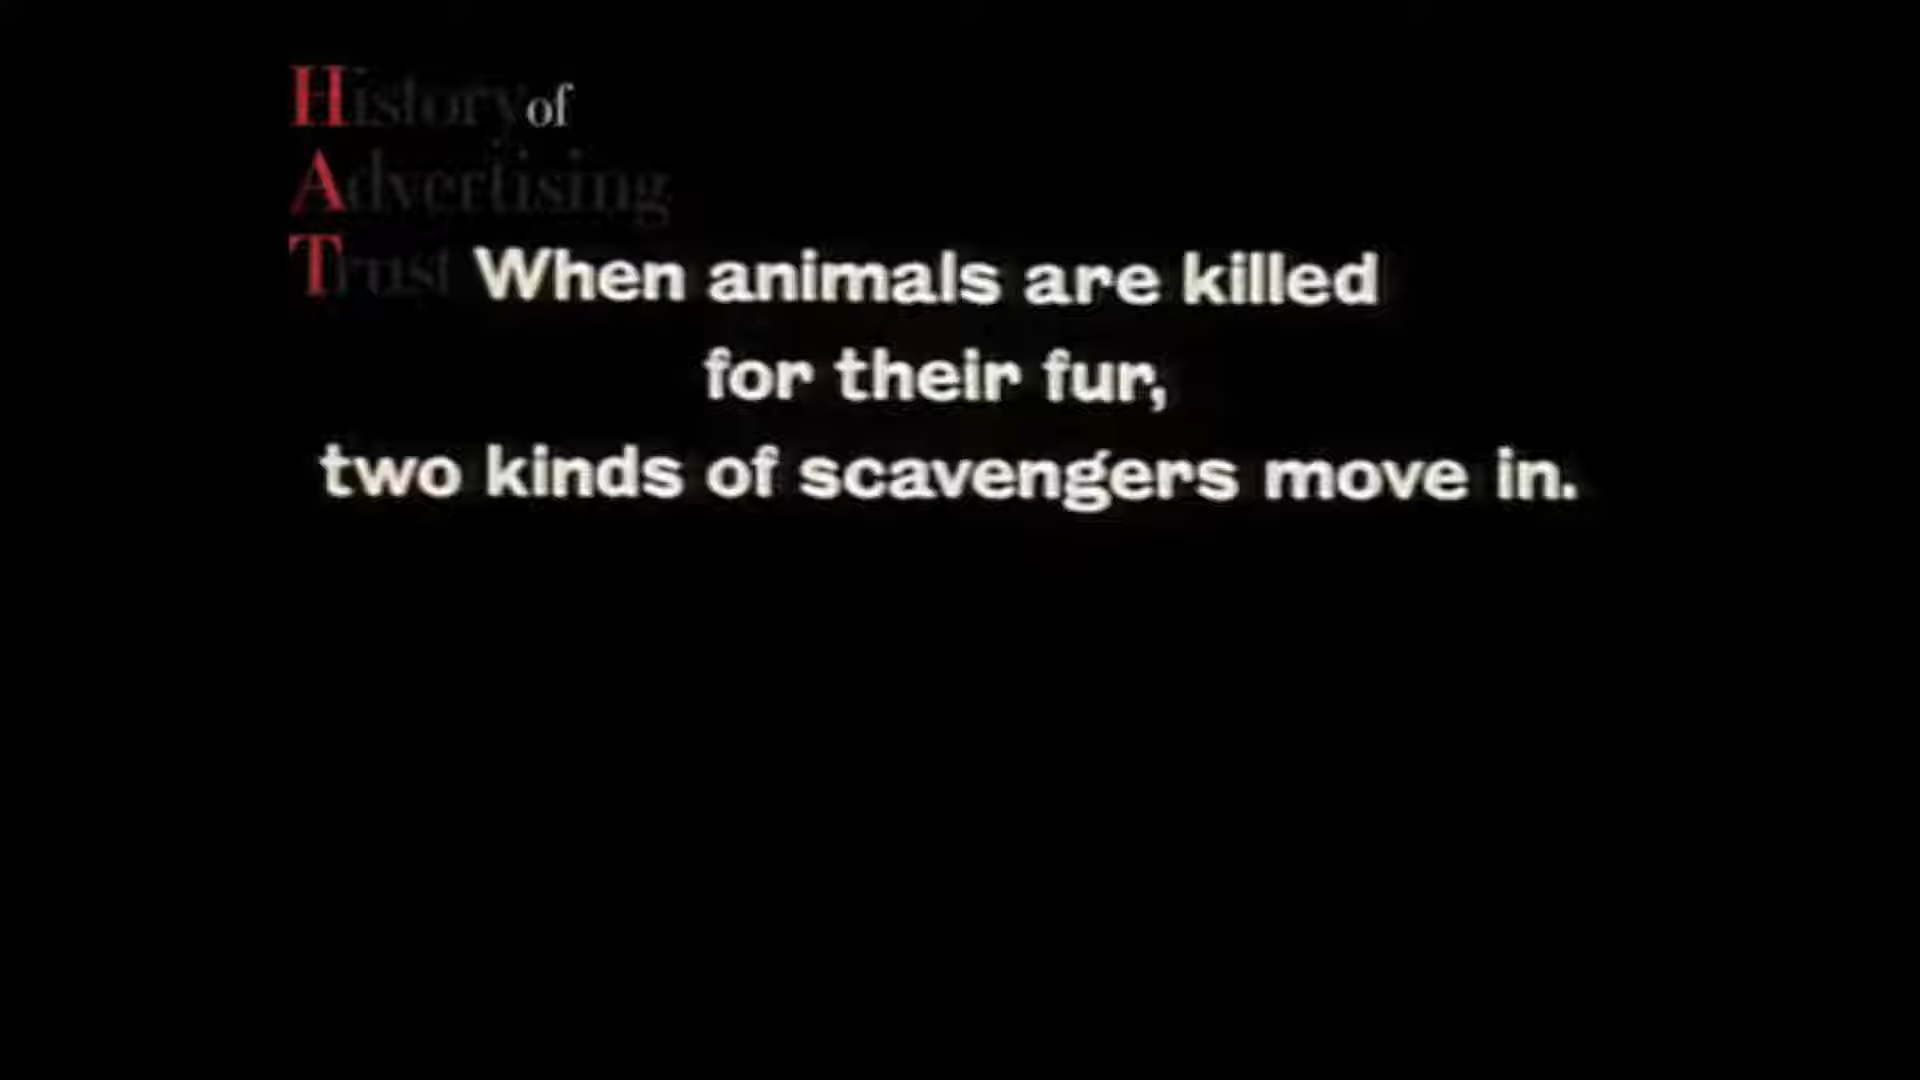 History of
Advertising
Trust
When animals are killed
for their fur,
two kinds of scavengers move in.